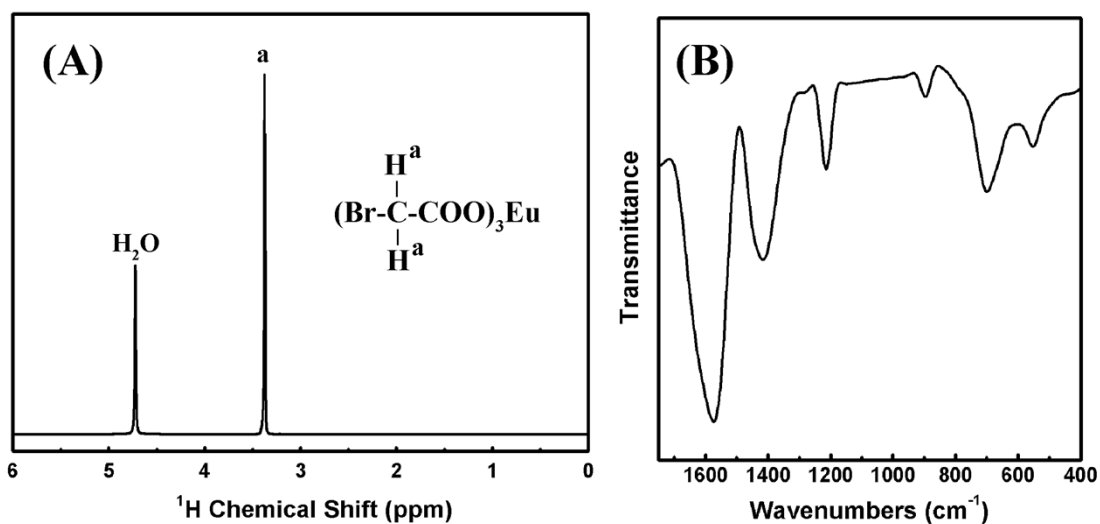 (A)
a
Hᵃ
(Br-C-COO)₃Eu
Hᵃ
H₂O
6 5 4 3 2 1 0
¹H Chemical Shift (ppm)
(B)
Transmittance
1600 1400 1200 1000 800 600 400
Wavenumbers (cm⁻¹)